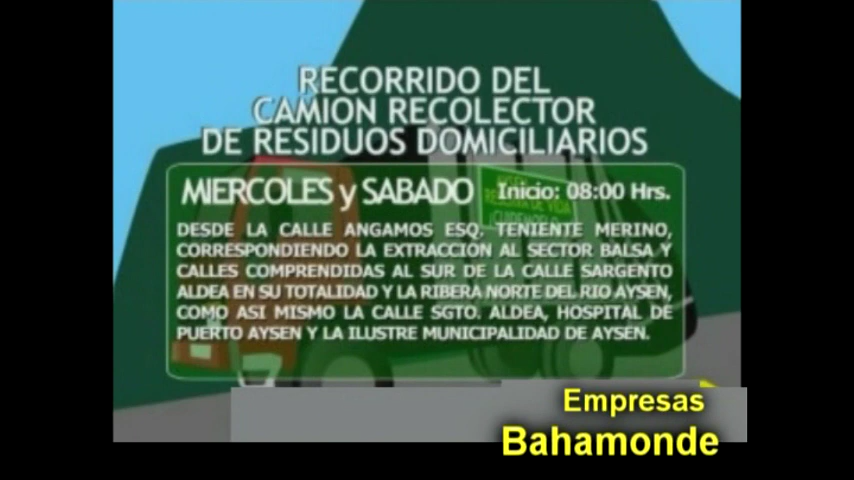 RECORRIDO DEL
CAMION RECOLECTOR
DE RESIDUOS DOMICILIARIOS
MIERCOLES y SABADO Inicio: 08:00 Hrs.
DESDE LA CALLE ANGAMOS ESQ. TENIENTE MERINO,
CORRESPONDIENDO LA EXTRACCIÓN AL SECTOR BALSA Y
CALLES COMPRENDIDAS AL SUR DE LA CALLE SARGENTO
ALDEA EN SU TOTALIDAD Y LA RIBERA NORTE DEL RIO AYSEN,
COMO ASI MISMO LA CALLE SGTO. ALDEA, HOSPITAL DE
PUERTO AYSEN Y LA ILUSTRE MUNICIPALIDAD DE AYSEN.
Empresas
Bahamonde